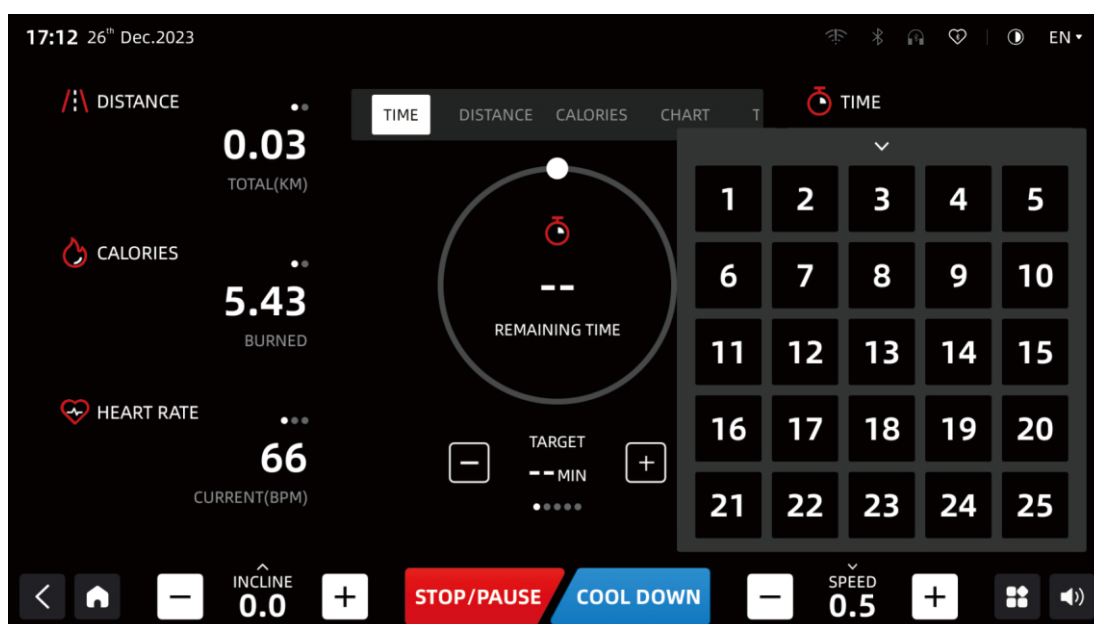 17:12 26th Dec.2023
EN
DISTANCE
0.03
TOTAL(KM)
CALORIES
5.43
BURNED
HEART RATE
66
CURRENT(BPM)
TIME DISTANCE CALORIES CHART T
--
REMAINING TIME
TARGET
--MIN
TIME
1 2 3 4 5
6 7 8 9 10
11 12 13 14 15
16 17 18 19 20
21 22 23 24 25
INCLINE
0.0
STOP/PAUSE
COOL DOWN
SPEED
0.5